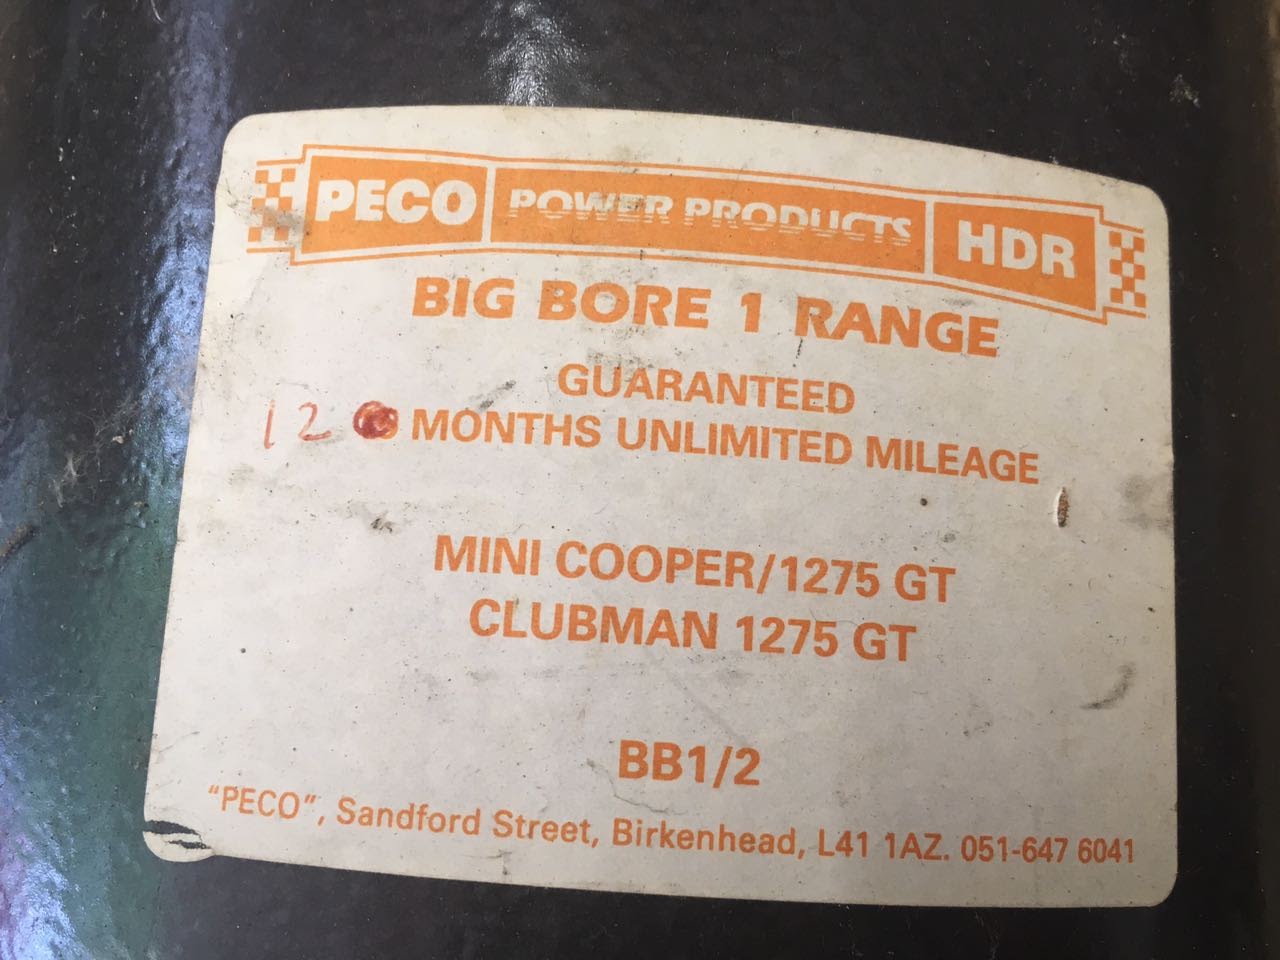 PECO POWER PRODUCTS HDR
BIG BORE 1 RANGE
GUARANTEED
12 MONTHS UNLIMITED MILEAGE
MINI COOPER/1275 GT
CLUBMAN 1275 GT
BB1/2
"PECO", Sandford Street, Birkenhead, L41 1AZ. 051-647 6041